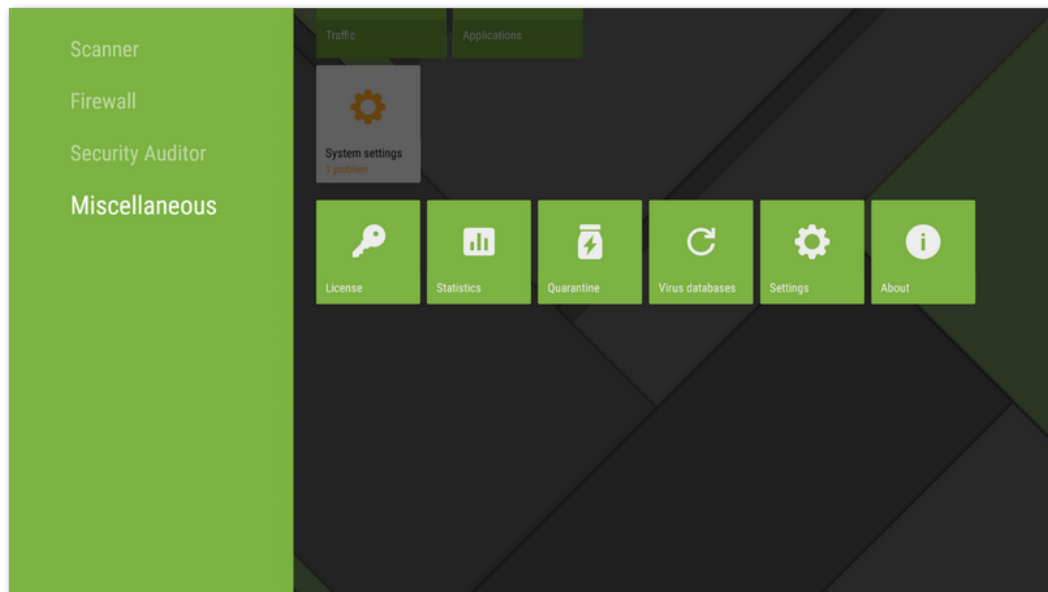 Scanner
Firewall
Security Auditor
Miscellaneous
Traffic
Applications
System settings
1 problem
License
Statistics
Quarantine
Virus databases
Settings
About